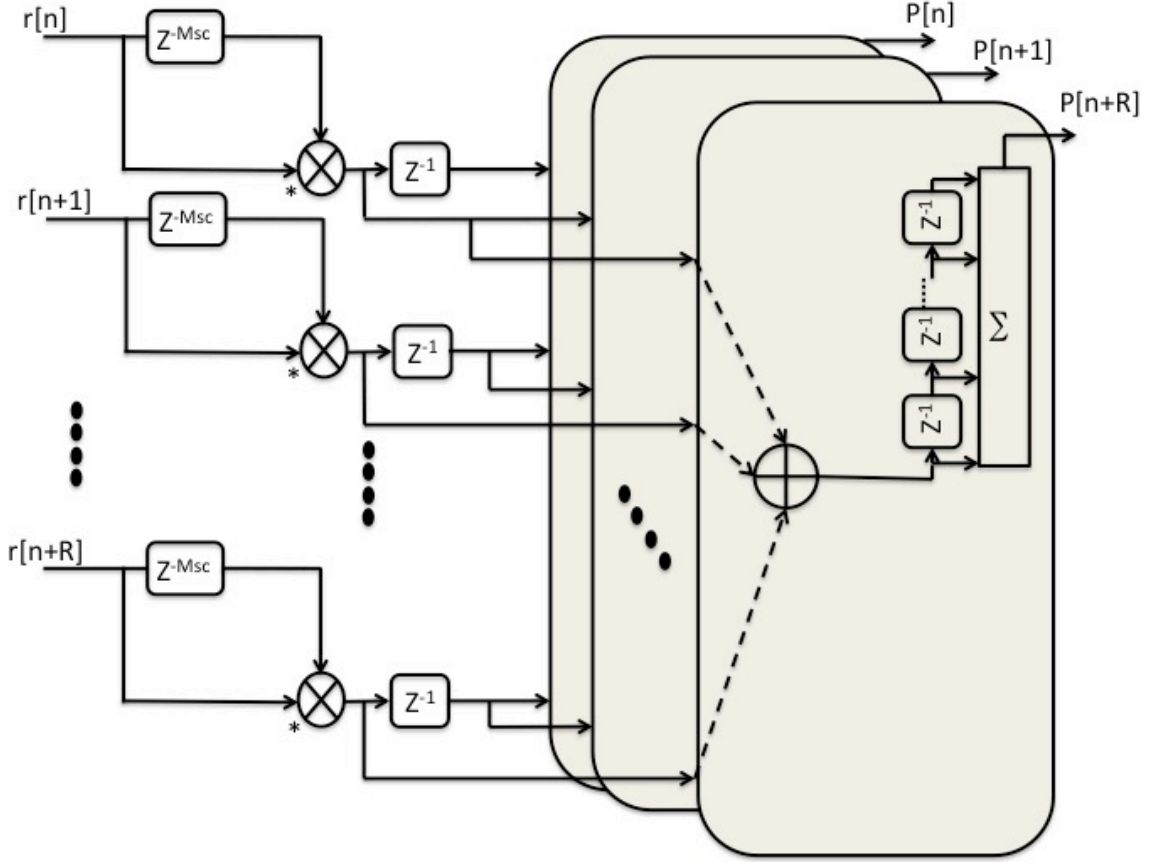 r[n]
Z-Msc
P[n]
P[n+1]
P[n+R]
*
Z-1
r[n+1]
Z-Msc
Z-1
*
Z-1
Z-1
∑
Z-1
r[n+R]
Z-Msc
*
Z-1